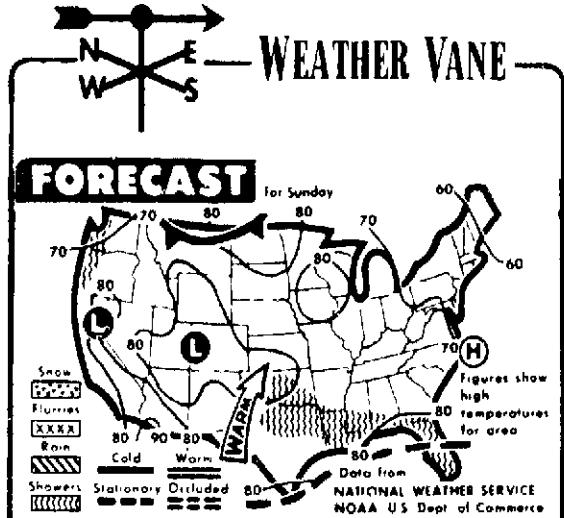 N E
W S
WEATHER VANE
FORECAST
For Sunday
60
70 80 80 70
70
80
60
80
L
80
L
70 H
Snow
Flurries
XXXX
Rain
Showers
Figures show
high
temperatures
for area
WARM
80 90 80
80
80
80
Cold Warm
Stationary Occluded
Data from
NATIONAL WEATHER SERVICE
NOAA U S Dept of Commerce